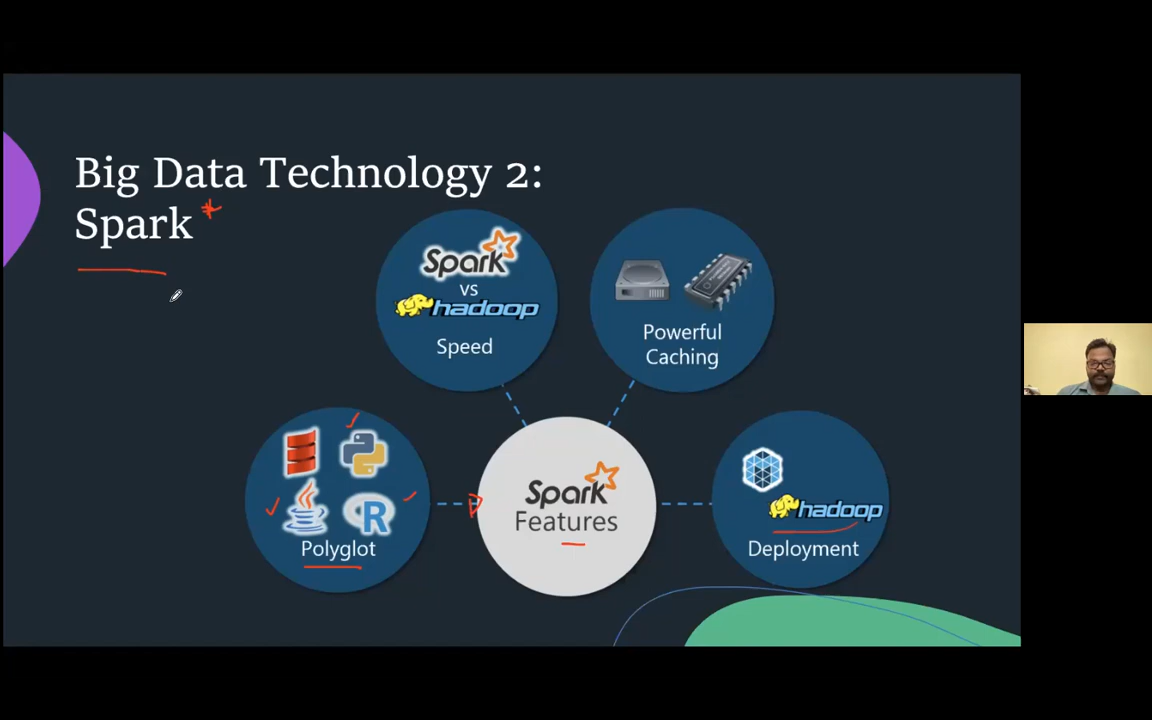 Big Data Technology 2:
Spark *
Spark
vs
hadoop
Speed
Powerful
Caching
R
Polyglot
Spark
Features
hadoop
Deployment